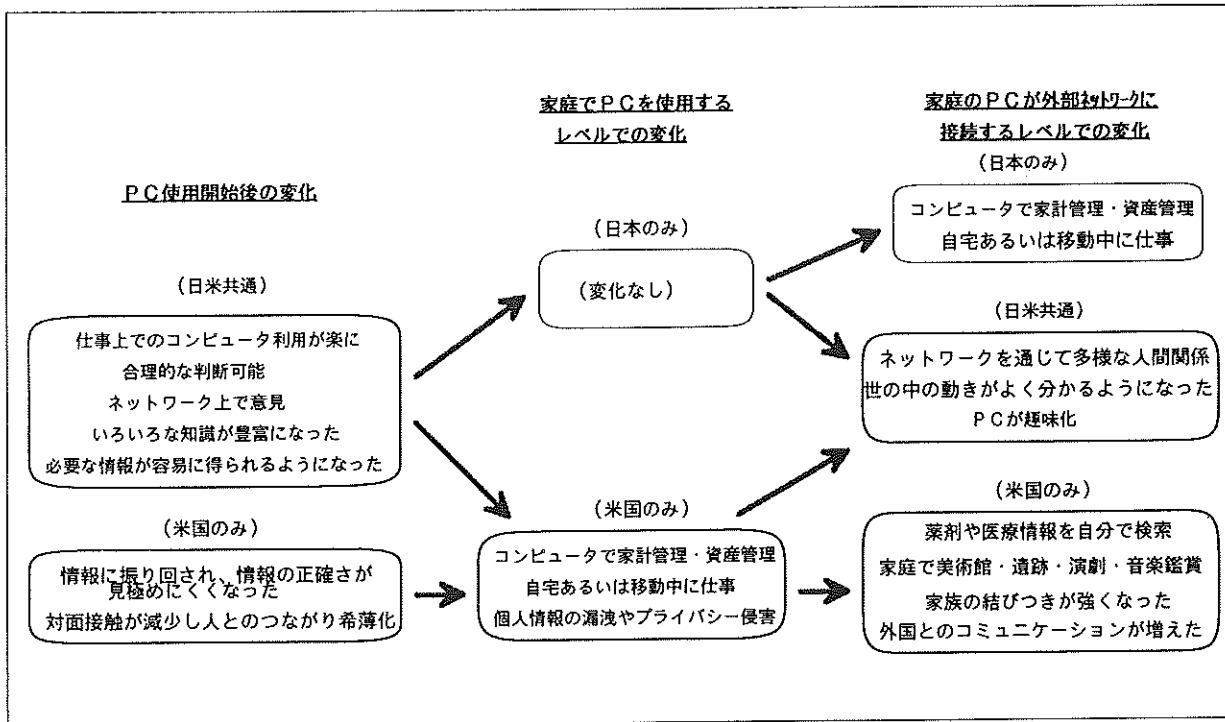 PC使用開始後の変化
(日米共通)
仕事上でのコンピュータ利用が楽に
合理的な判断可能
ネットワーク上で意見
いろいろな知識が豊富になった
必要な情報が容易に得られるようになった
(米国のみ)
情報に振り回され、情報の正確さが
見極めにくくなった
対面接触が減少し人とのつながり希薄化
家庭でPCを使用する
レベルでの変化
(日本のみ)
(変化なし)
(米国のみ)
コンピュータで家計管理・資産管理
自宅あるいは移動中に仕事
個人情報の漏洩やプライバシー侵害
家庭のPCが外部ネットワークに
接続するレベルでの変化
(日本のみ)
コンピュータで家計管理・資産管理
自宅あるいは移動中に仕事
(日米共通)
ネットワークを通じて多様な人間関係
世の中の動きがよく分かるようになった
PCが趣味化
(米国のみ)
薬剤や医療情報を自分で検索
家庭で美術館・遺跡・演劇・音楽鑑賞
家族の結びつきが強くなった
外国とのコミュニケーションが増えた